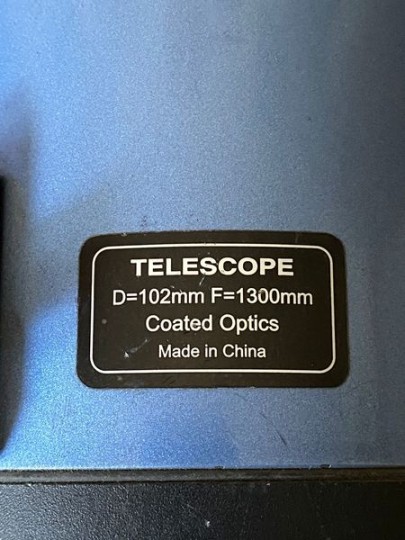 TELESCOPE
D=102mm F=1300mm
Coated Optics
Made in China